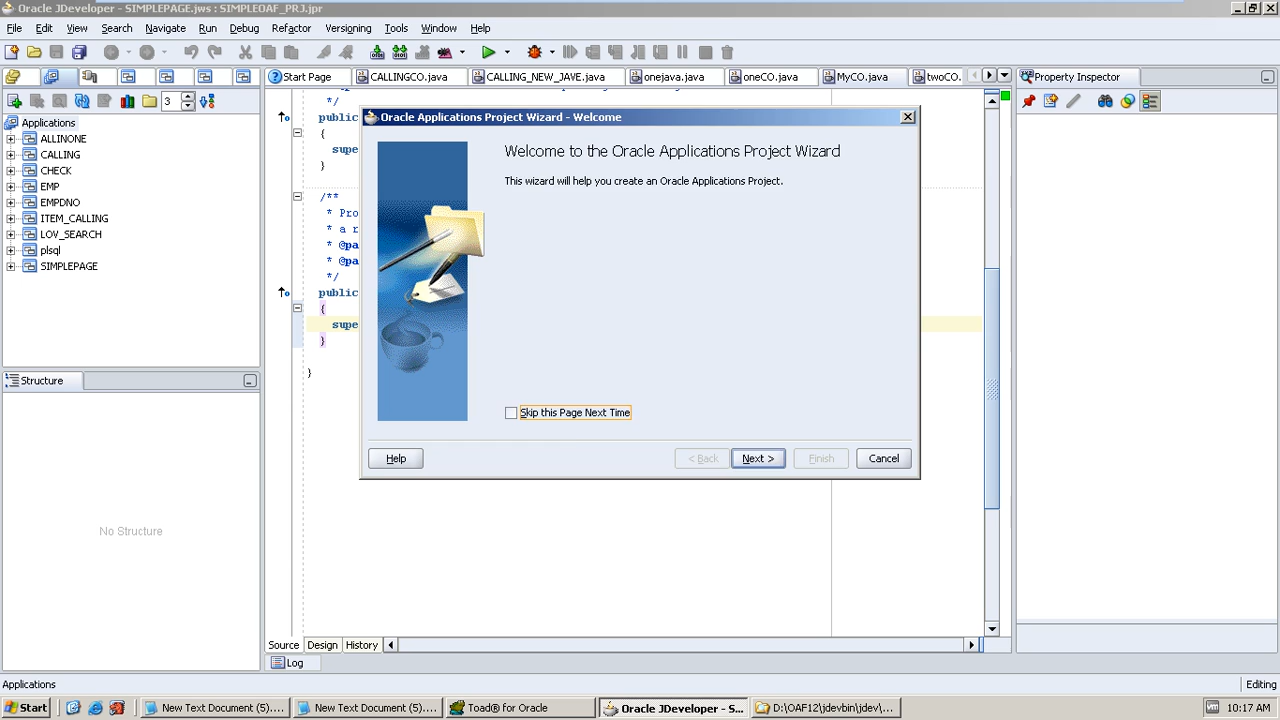 Oracle JDeveloper - SIMPLEPAGE.jws : SIMPLEOAF_PRJ.jpr
File Edit View Search Navigate Run Debug Refactor Versioning Tools Window Help
Start Page CALLINGCO.java CALLING_NEW_JAVE.java onejava.java oneCO.java MyCO.java twoCO.
Property Inspector
3
Applications
ALLINONE
CALLING
CHECK
EMP
EMPDNO
ITEM_CALLING
LOV_SEARCH
plsql
SIMPLEPAGE
Structure
No Structure
*/
public
{
supe
}
/**
* Pro
* a r
* @pa
* @pa
*/
public
{
supe
}
}
Oracle Applications Project Wizard - Welcome
Welcome to the Oracle Applications Project Wizard
This wizard will help you create an Oracle Applications Project.
Skip this Page Next Time
Help < Back Next > Finish Cancel
Source Design History
Log
Applications
Editing
Start New Text Document (5).... New Text Document (5).... Toad® for Oracle Oracle JDeveloper - S... D:\OAF12\jdevbin\jdev\... 10:17 AM